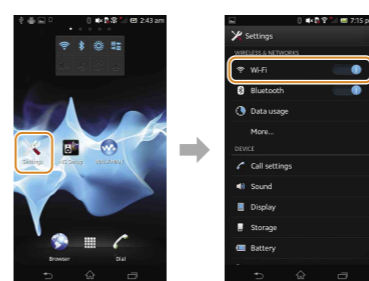 2:43 am
Settings
Browser
Dial
7:15 p
Settings
WIRELESS & NETWORKS
Wi-Fi
Bluetooth
Data usage
More...
DEVICE
Call settings
Sound
Display
Storage
Battery